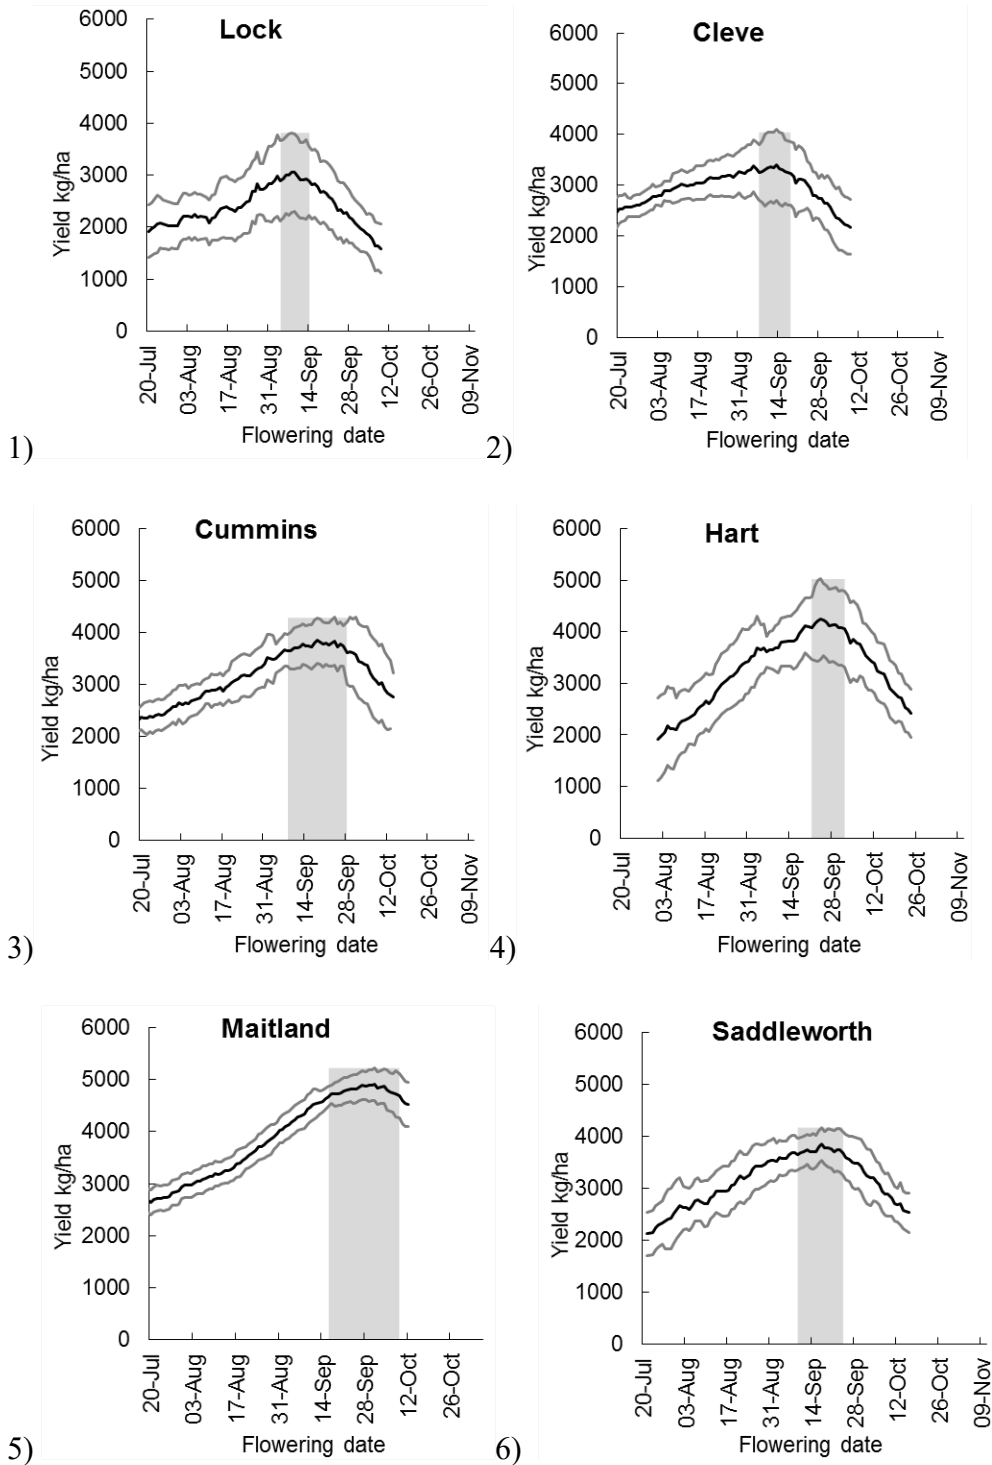 Lock
6000
5000
4000
3000
2000
1000
0
Yield kg/ha
20-Jul
03-Aug
17-Aug
31-Aug
14-Sep
28-Sep
12-Oct
26-Oct
09-Nov
Flowering date
1)
Cleve
6000
5000
4000
3000
2000
1000
0
Yield kg/ha
20-Jul
03-Aug
17-Aug
31-Aug
14-Sep
28-Sep
12-Oct
26-Oct
09-Nov
Flowering date
2)
Cummins
6000
5000
4000
3000
2000
1000
0
Yield kg/ha
20-Jul
03-Aug
17-Aug
31-Aug
14-Sep
28-Sep
12-Oct
26-Oct
09-Nov
Flowering date
3)
Hart
6000
5000
4000
3000
2000
1000
0
Yield kg/ha
20-Jul
03-Aug
17-Aug
31-Aug
14-Sep
28-Sep
12-Oct
26-Oct
09-Nov
Flowering date
4)
Maitland
6000
5000
4000
3000
2000
1000
0
Yield kg/ha
20-Jul
03-Aug
17-Aug
31-Aug
14-Sep
28-Sep
12-Oct
26-Oct
Flowering date
5)
Saddleworth
6000
5000
4000
3000
2000
1000
0
Yield kg/ha
20-Jul
03-Aug
17-Aug
31-Aug
14-Sep
28-Sep
12-Oct
26-Oct
09-Nov
Flowering date
6)